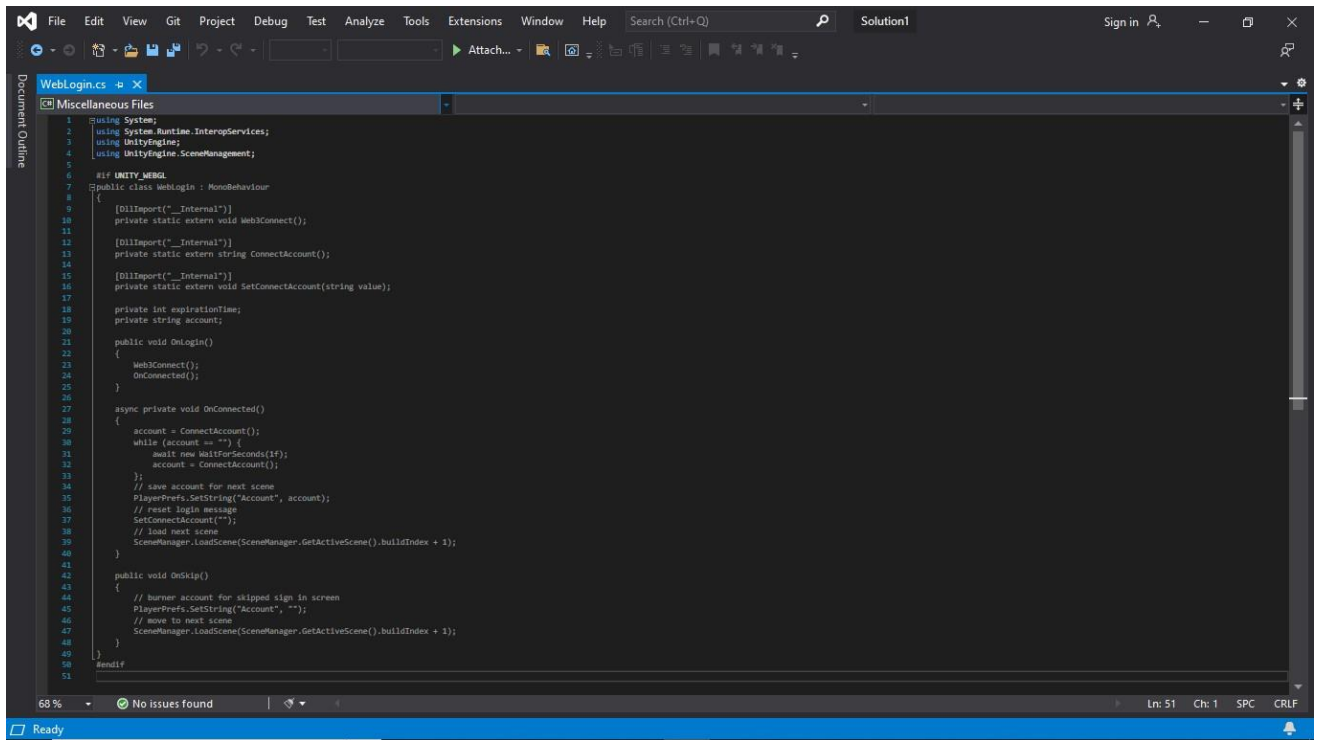 File Edit View Git Project Debug Test Analyze Tools Extensions Window Help Search (Ctrl+Q) Solution1 Sign in
Attach...
Document Outline
WebLogin.cs
C# Miscellaneous Files
1 using System;
2 using System.Runtime.InteropServices;
3 using UnityEngine;
4 using UnityEngine.SceneManagement;
5
6 #if UNITY_WEBGL
7 public class WebLogin : MonoBehaviour
8 {
9 [DllImport("__Internal")]
10 private static extern void Web3Connect();
11
12 [DllImport("__Internal")]
13 private static extern string ConnectAccount();
14
15 [DllImport("__Internal")]
16 private static extern void SetConnectAccount(string value);
17
18 private int expirationTime;
19 private string account;
20
21 public void OnLogin()
22 {
23 Web3Connect();
24 OnConnected();
25 }
26
27 async private void OnConnected()
28 {
29 account = ConnectAccount();
30 while (account == "") {
31 await new WaitForSeconds(1f);
32 account = ConnectAccount();
33 };
34 // save account for next scene
35 PlayerPrefs.SetString("Account", account);
36 // reset login message
37 SetConnectAccount("");
38 // load next scene
39 SceneManager.LoadScene(SceneManager.GetActiveScene().buildIndex + 1);
40 }
41
42 public void OnSkip()
43 {
44 // burner account for skipped sign in screen
45 PlayerPrefs.SetString("Account", "");
46 // move to next scene
47 SceneManager.LoadScene(SceneManager.GetActiveScene().buildIndex + 1);
48 }
49 }
50 #endif
51
68 % No issues found Ln: 51 Ch: 1 SPC CRLF
Ready